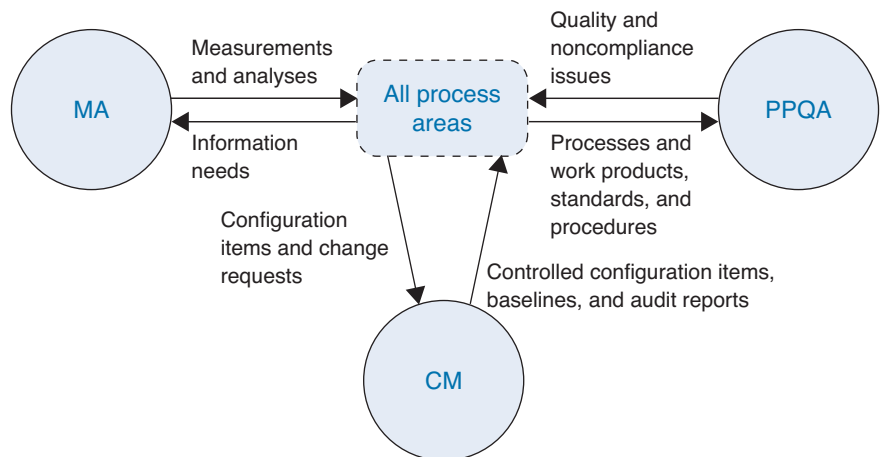 Measurements
and analyses
Quality and
noncompliance
issues
MA
All process
areas
PPQA
Information
needs
Processes and
work products,
standards, and
procedures
Configuration
items and change
requests
Controlled configuration items,
baselines, and audit reports
CM